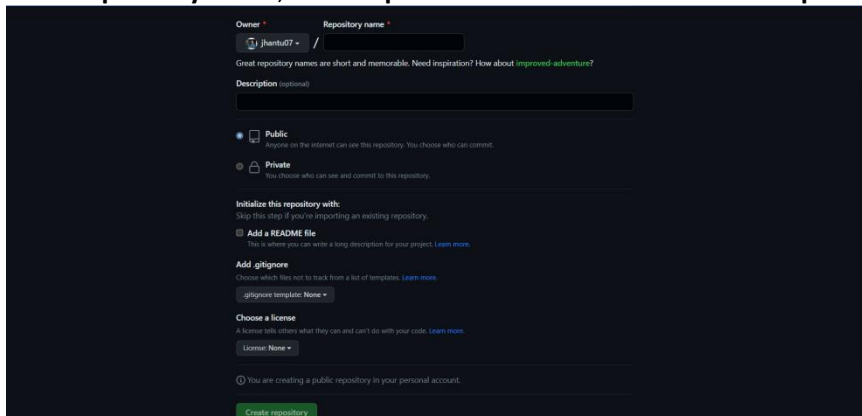 Owner * Repository name *
jhantu07 /
Great repository names are short and memorable. Need inspiration? How about improved-adventure?
Description (optional)
Public
Anyone on the internet can see this repository. You choose who can commit.
Private
You choose who can see and commit to this repository.
Initialize this repository with:
Skip this step if you're importing an existing repository.
Add a README file
This is where you can write a long description for your project. Learn more.
Add .gitignore
Choose which files not to track from a list of templates. Learn more.
.gitignore template: None
Choose a license
A license tells others what they can and can't do with your code. Learn more.
License: None
You are creating a public repository in your personal account.
Create repository